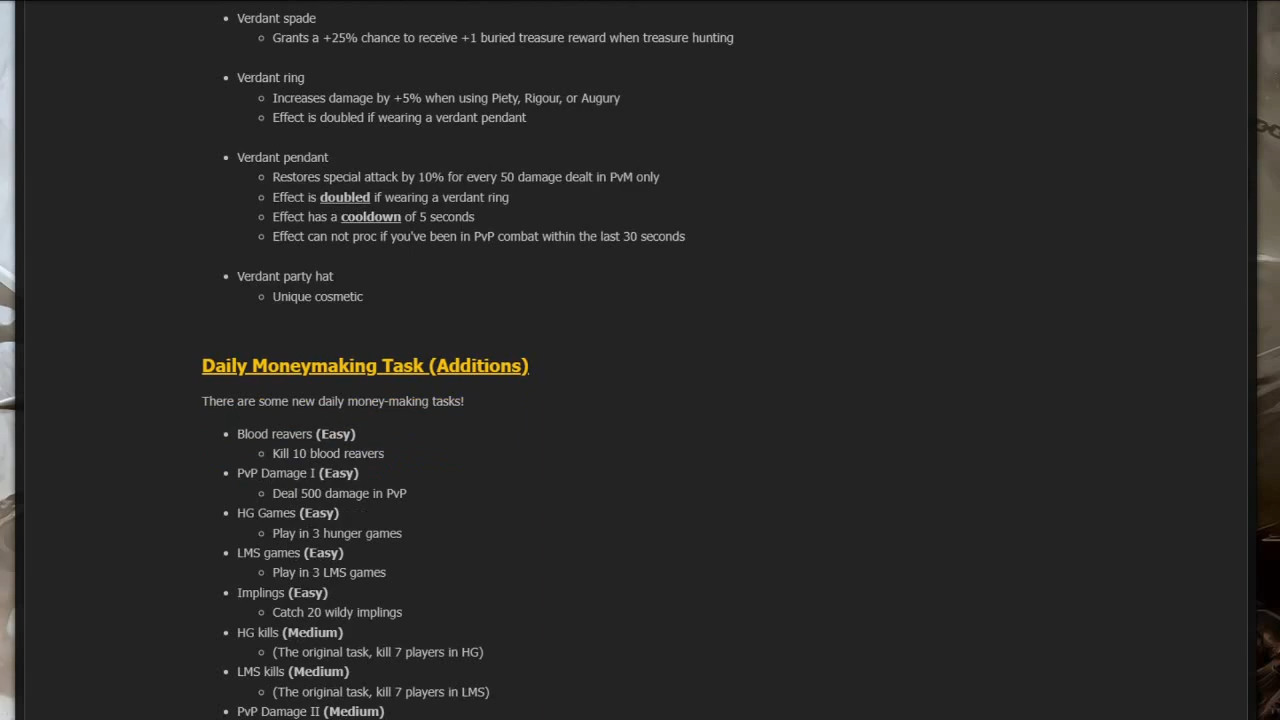 Verdant spade
Grants a +25% chance to receive +1 buried treasure reward when treasure hunting
Verdant ring
Increases damage by +5% when using Piety, Rigour, or Augury
Effect is doubled if wearing a verdant pendant
Verdant pendant
Restores special attack by 10% for every 50 damage dealt in PvM only
Effect is doubled if wearing a verdant ring
Effect has a cooldown of 5 seconds
Effect can not proc if you've been in PvP combat within the last 30 seconds
Verdant party hat
Unique cosmetic
Daily Moneymaking Task (Additions)
There are some new daily money-making tasks!
Blood reavers (Easy)
Kill 10 blood reavers
PvP Damage I (Easy)
Deal 500 damage in PvP
HG Games (Easy)
Play in 3 hunger games
LMS games (Easy)
Play in 3 LMS games
Implings (Easy)
Catch 20 wildy implings
HG kills (Medium)
(The original task, kill 7 players in HG)
LMS kills (Medium)
(The original task, kill 7 players in LMS)
PvP Damage II (Medium)